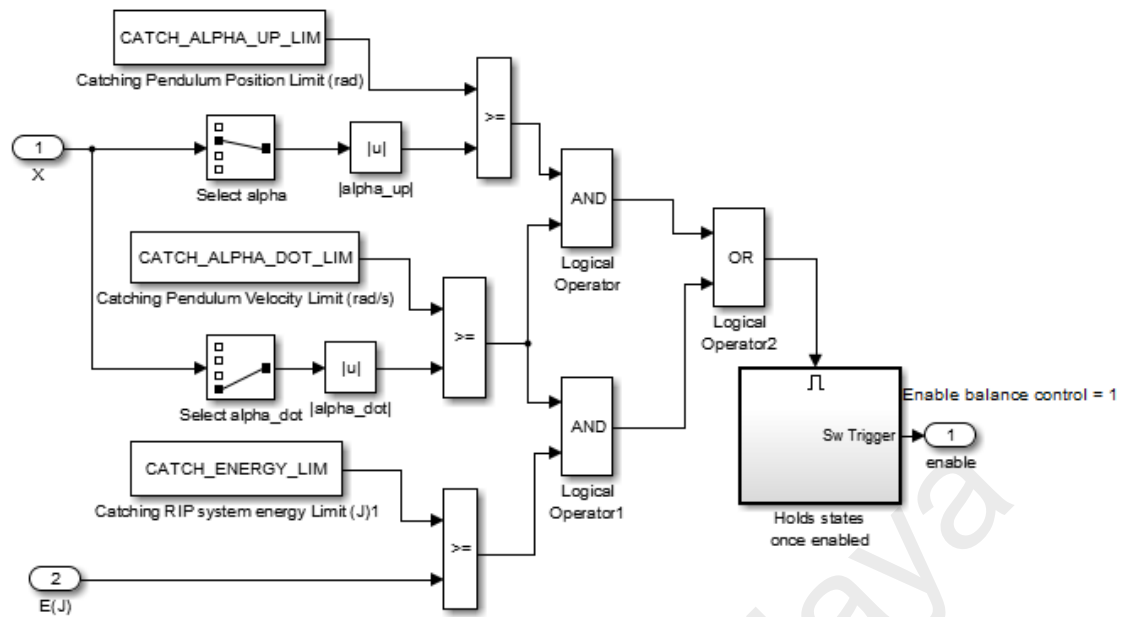 CATCH_ALPHA_UP_LIM
Catching Pendulum Position Limit (rad)
>=
1
X
Select alpha
|u|
|alpha_up|
AND
Logical
Operator
CATCH_ALPHA_DOT_LIM
Catching Pendulum Velocity Limit (rad/s)
>=
OR
Logical
Operator2
Select alpha_dot
|u|
|alpha_dot|
AND
Logical
Operator1
Enable balance control = 1
Sw Trigger
1
enable
Holds states
once enabled
CATCH_ENERGY_LIM
Catching RIP system energy Limit (J)1
>=
2
E(J)
laya